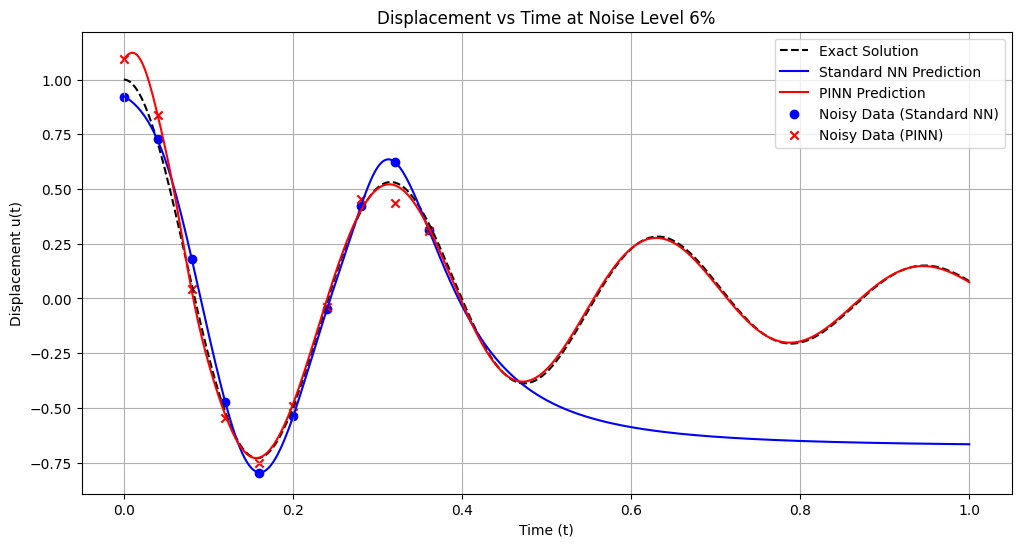 Displacement vs Time at Noise Level 6%
Exact Solution
Standard NN Prediction
PINN Prediction
Noisy Data (Standard NN)
Noisy Data (PINN)
Displacement u(t)
1.00
0.75
0.50
0.25
0.00
−0.25
−0.50
−0.75
0.0
0.2
0.4
0.6
0.8
1.0
Time (t)